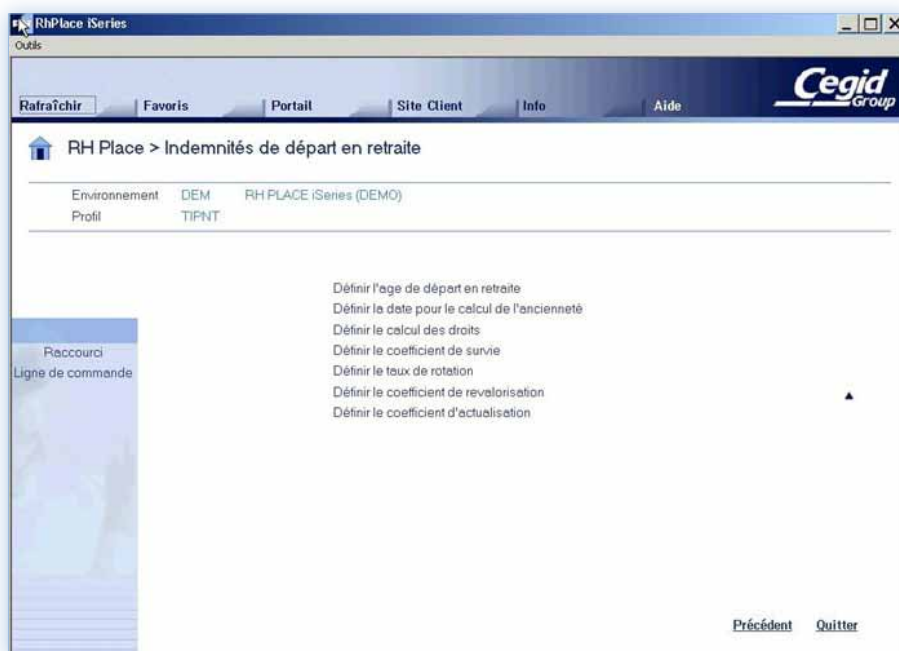 RhPlace iSeries
Outils
Cegid
Group
Rafraîchir Favoris Portail Site Client Info Aide
RH Place > Indemnités de départ en retraite
Environnement DEM RH PLACE iSeries (DEMO)
Profil TIPNT
Définir l'age de départ en retraite
Définir la date pour le calcul de l'ancienneté
Définir le calcul des droits
Définir le coefficient de survie
Définir le taux de rotation
Définir le coefficient de revalorisation
Définir le coefficient d'actualisation
Raccourci
Ligne de commande
Précédent Quitter